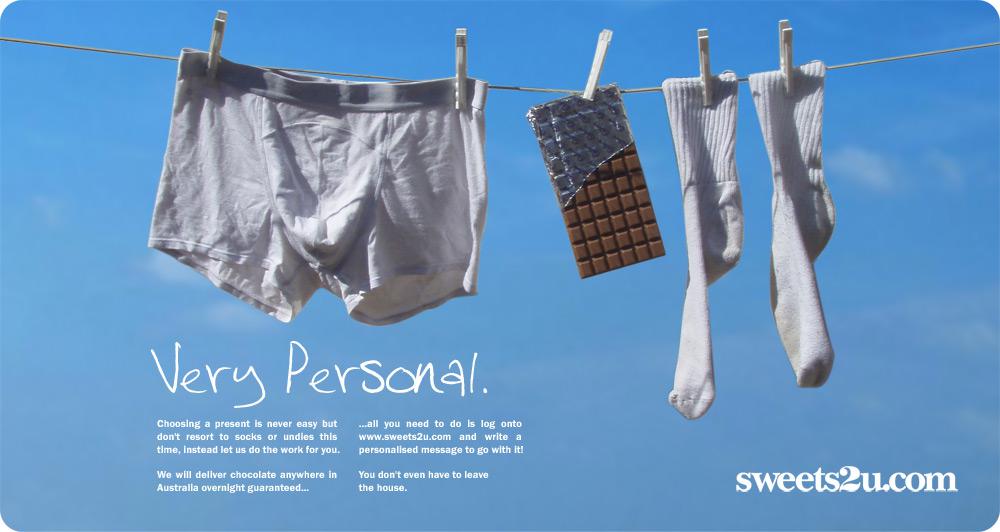 Very Personal.
Choosing a present is never easy but
don't resort to socks or undies this
time, instead let us do the work for you.
We will deliver chocolate anywhere in
Australia overnight guaranteed...
...all you need to do is log onto
www.sweets2u.com and write a
personalised message to go with it!
You don't even have to leave
the house.
sweets2u.com